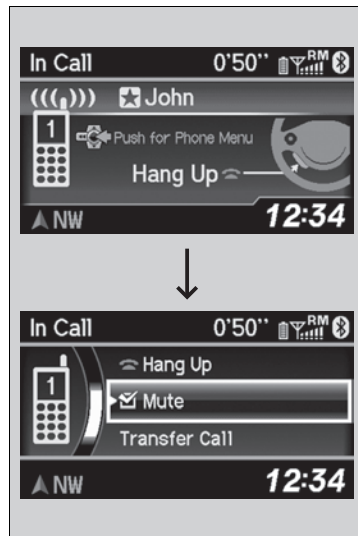 In Call 0'50'' RM
John
1
Push for Phone Menu
Hang Up
NW 12:34
In Call 0'50'' RM
Hang Up
1
Mute
Transfer Call
NW 12:34